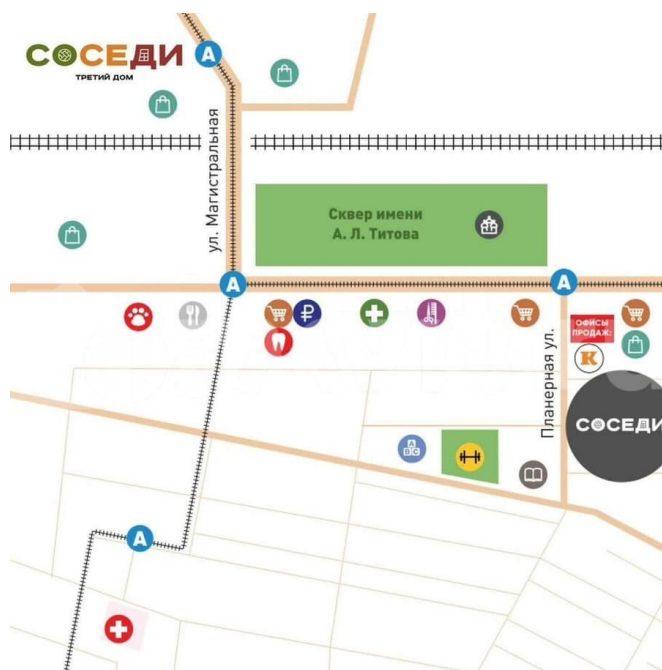 СОСЕДИ
ТРЕТИЙ ДОМ
А
ул. Магистральная
Сквер имени
А. Л. Титова
А
А
₽
ОФИСЫ
ПРОДАЖ:
К
Планерная ул.
СОСЕДИ
A
B C
А